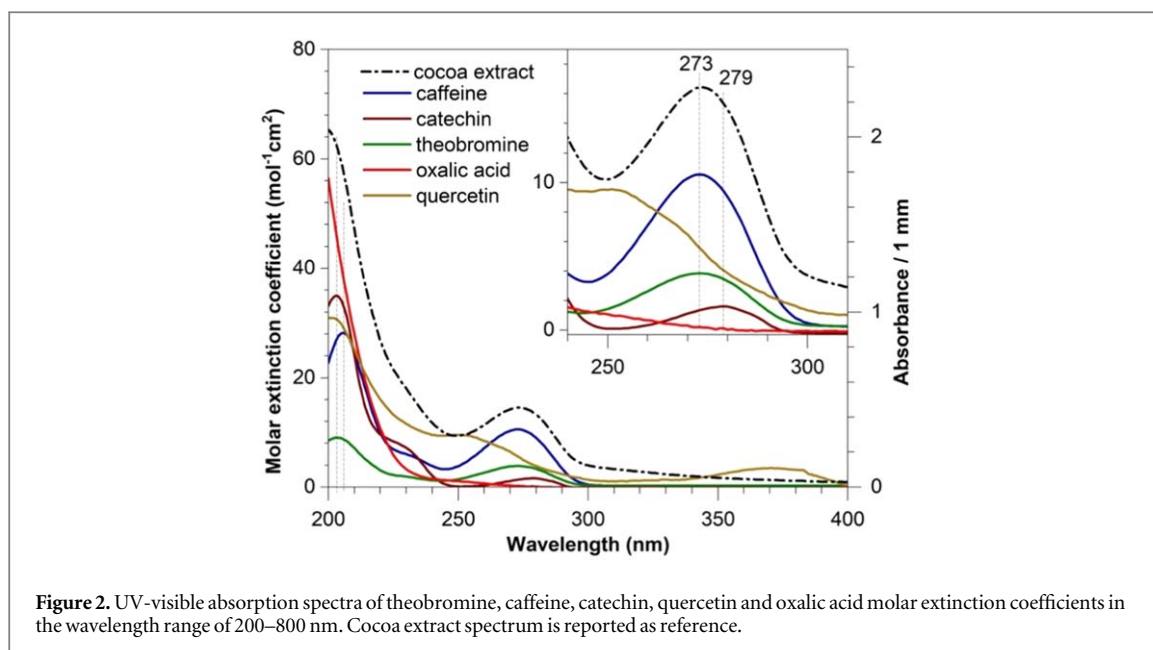 80
60
40
20
0
Molar extinction coefficient (mol⁻¹cm²)
cocoa extract
caffeine
catechin
theobromine
oxalic acid
quercetin
273
279
10
0
250
300
2
1
0
Absorbance / 1 mm
200
250
300
350
400
Wavelength (nm)
Figure 2. UV-visible absorption spectra of theobromine, caffeine, catechin, quercetin and oxalic acid molar extinction coefficients in
the wavelength range of 200–800 nm. Cocoa extract spectrum is reported as reference.